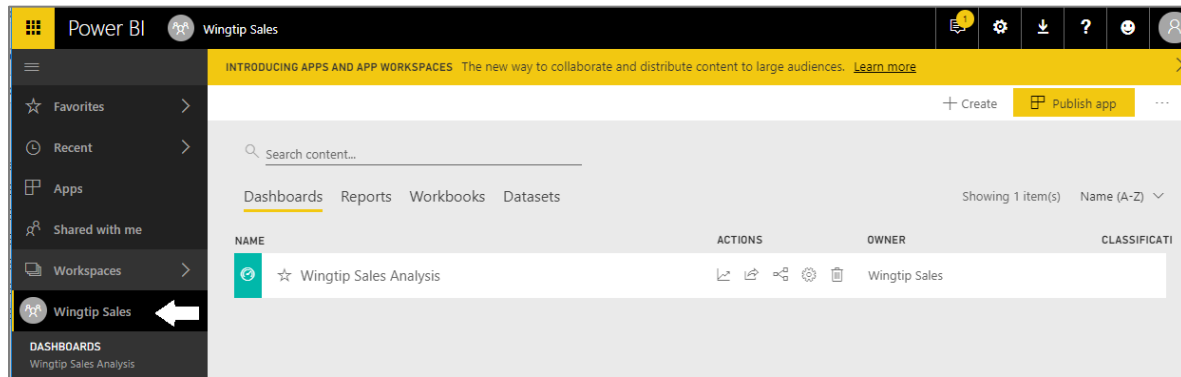 Power BI Wingtip Sales 1
INTRODUCING APPS AND APP WORKSPACES The new way to collaborate and distribute content to large audiences. Learn more
Favorites
Recent
Apps
Shared with me
Workspaces
Wingtip Sales
DASHBOARDS
Wingtip Sales Analysis
+ Create Publish app ...
Search content...
Dashboards Reports Workbooks Datasets Showing 1 item(s) Name (A-Z)
NAME ACTIONS OWNER CLASSIFICATI
Wingtip Sales Analysis Wingtip Sales